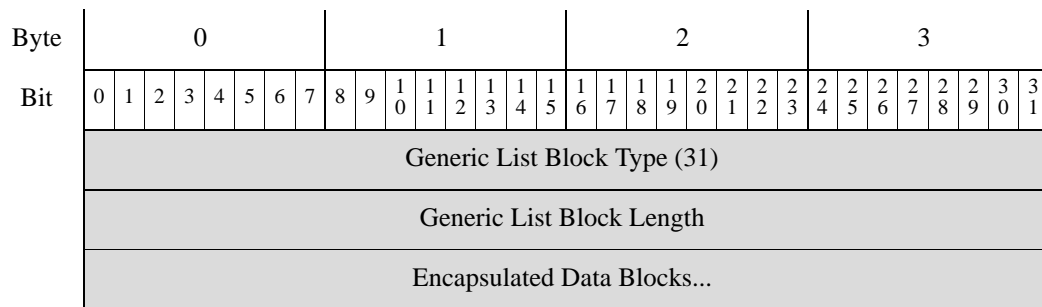 Byte 0 1 2 3
Bit 0 1 2 3 4 5 6 7 8 9 10 11 12 13 14 15 16 17 18 19 20 21 22 23 24 25 26 27 28 29 30 31
Generic List Block Type (31)
Generic List Block Length
Encapsulated Data Blocks...